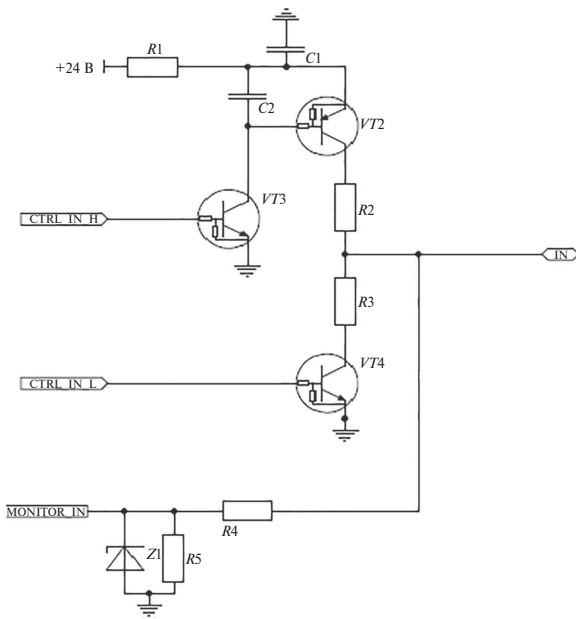 R1
C1
+24 В
C2
VT2
VT3
CTRL_IN_H
R2
IN
R3
VT4
CTRL_IN_L
MONITOR_IN
R4
Z1
R5